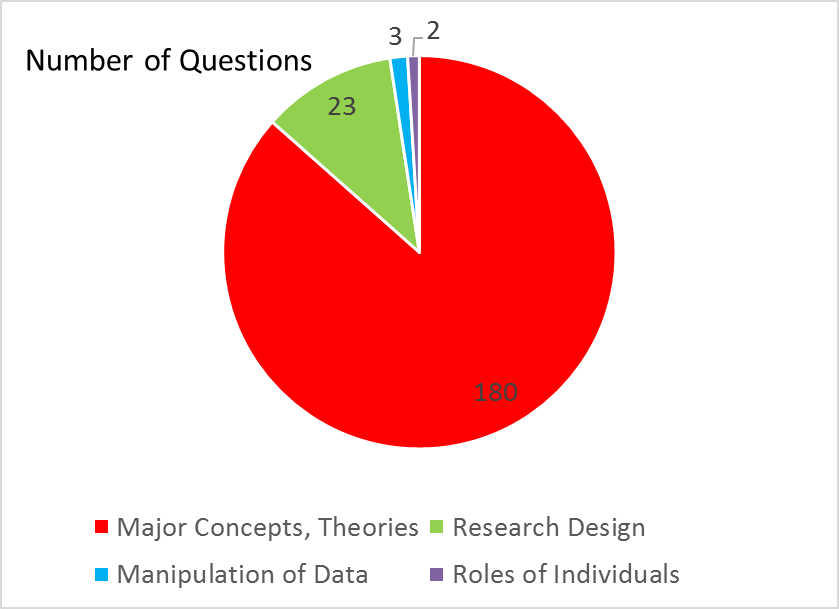 3
2
Number of Questions
23
180
Major Concepts, Theories
Research Design
Manipulation of Data
Roles of Individuals